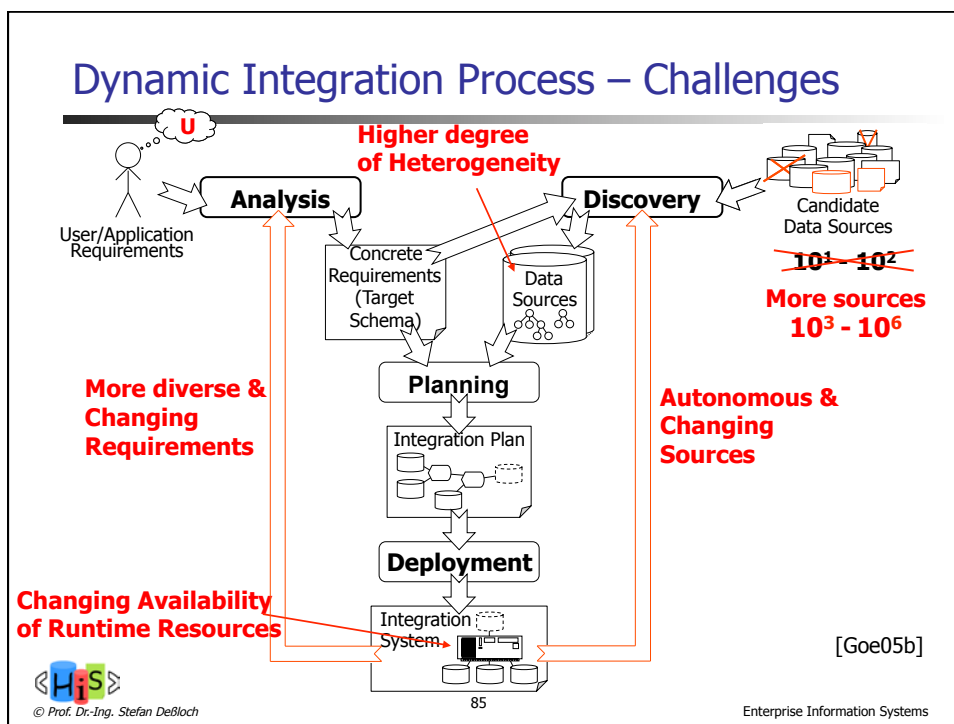 Dynamic Integration Process – Challenges
U
Higher degree
of Heterogeneity
Analysis
Discovery
User/Application
Requirements
Candidate
Data Sources
10¹ - 10²
More sources
10³ - 10⁶
Concrete
Requirements
(Target
Schema)
Data
Sources
Planning
More diverse &
Changing
Requirements
Autonomous &
Changing
Sources
Integration Plan
Deployment
Changing Availability
of Runtime Resources
Integration
System
[Goe05b]
HiS
© Prof. Dr.-Ing. Stefan Deßloch
85
Enterprise Information Systems